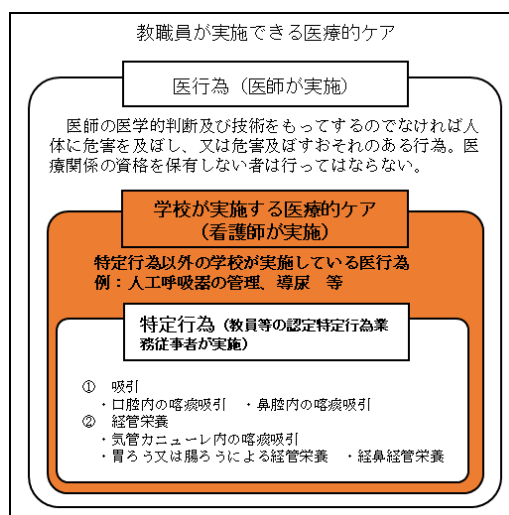 教職員が実施できる医療的ケア
医行為（医師が実施）
医師の医学的判断及び技術をもってするのでなければ人
体に危害を及ぼし、又は危害及ぼすおそれのある行為。医
療関係の資格を保有しない者は行ってはならない。
学校が実施する医療的ケア
（看護師が実施）
特定行為以外の学校が実施している医行為
例：人工呼吸器の管理、導尿　等
特定行為（教員等の認定特定行為業
務従事者が実施）
①　吸引
・口腔内の喀痰吸引　・鼻腔内の喀痰吸引
②　経管栄養
・気管カニューレ内の喀痰吸引
・胃ろう又は腸ろうによる経管栄養　・経鼻経管栄養